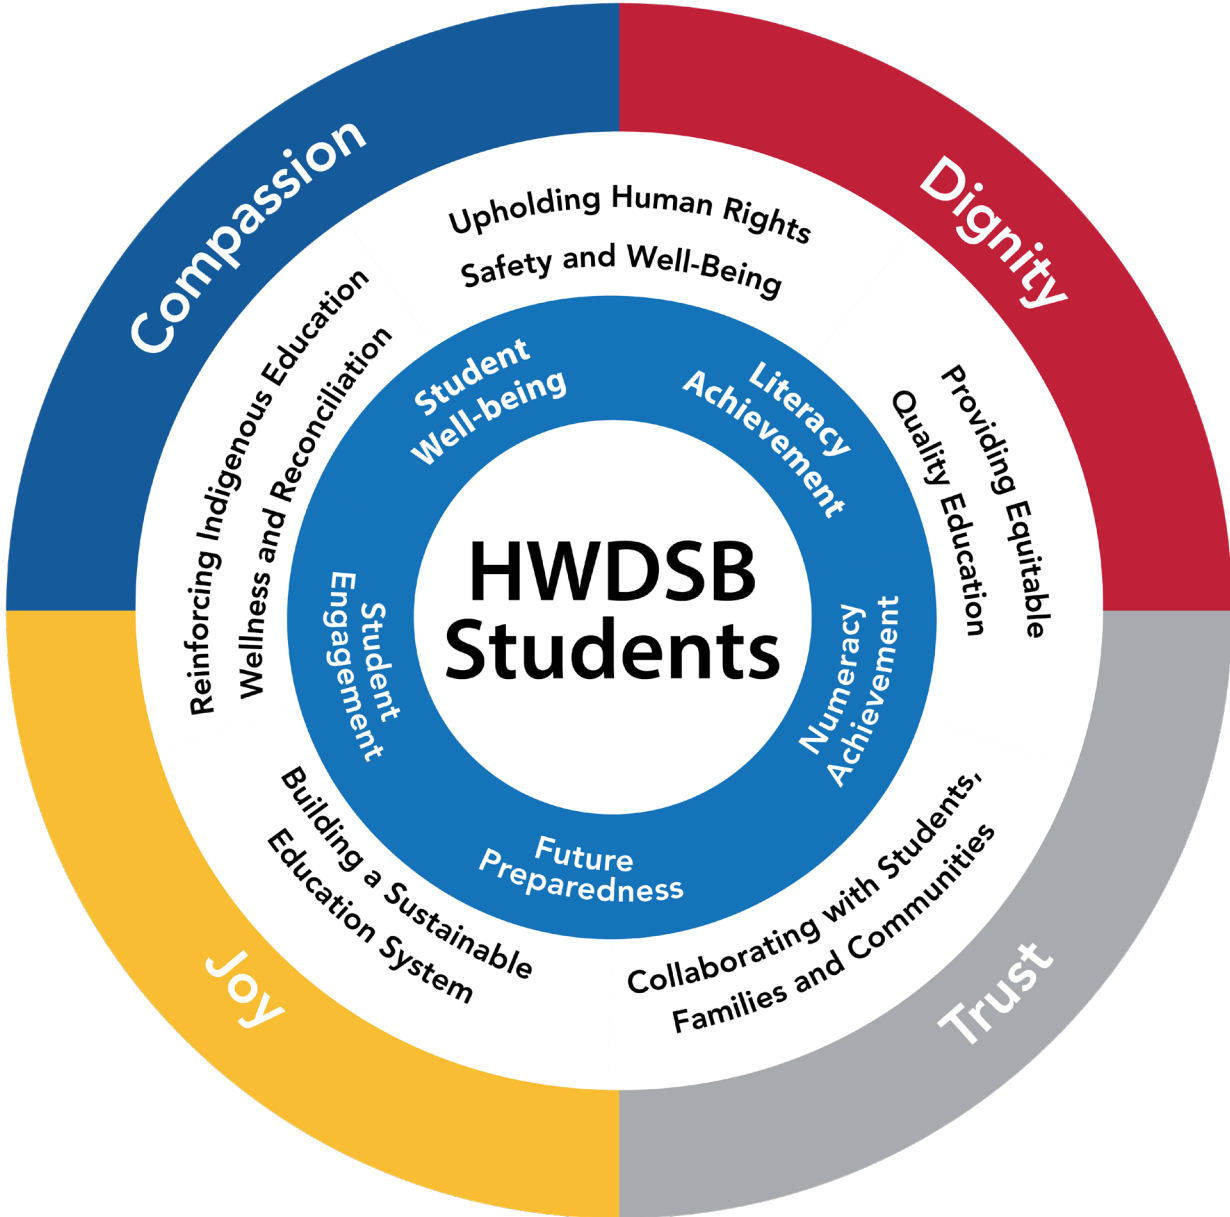 Compassion
Dignity
Trust
Joy
Upholding Human Rights
Safety and Well-Being
Providing Equitable
Quality Education
Collaborating with Students,
Families and Communities
Building a Sustainable
Education System
Reinforcing Indigenous Education
Wellness and Reconciliation
Student
Well-being
Literacy
Achievement
Numeracy
Achievement
Future
Preparedness
Student
Engagement
HWDSB
Students